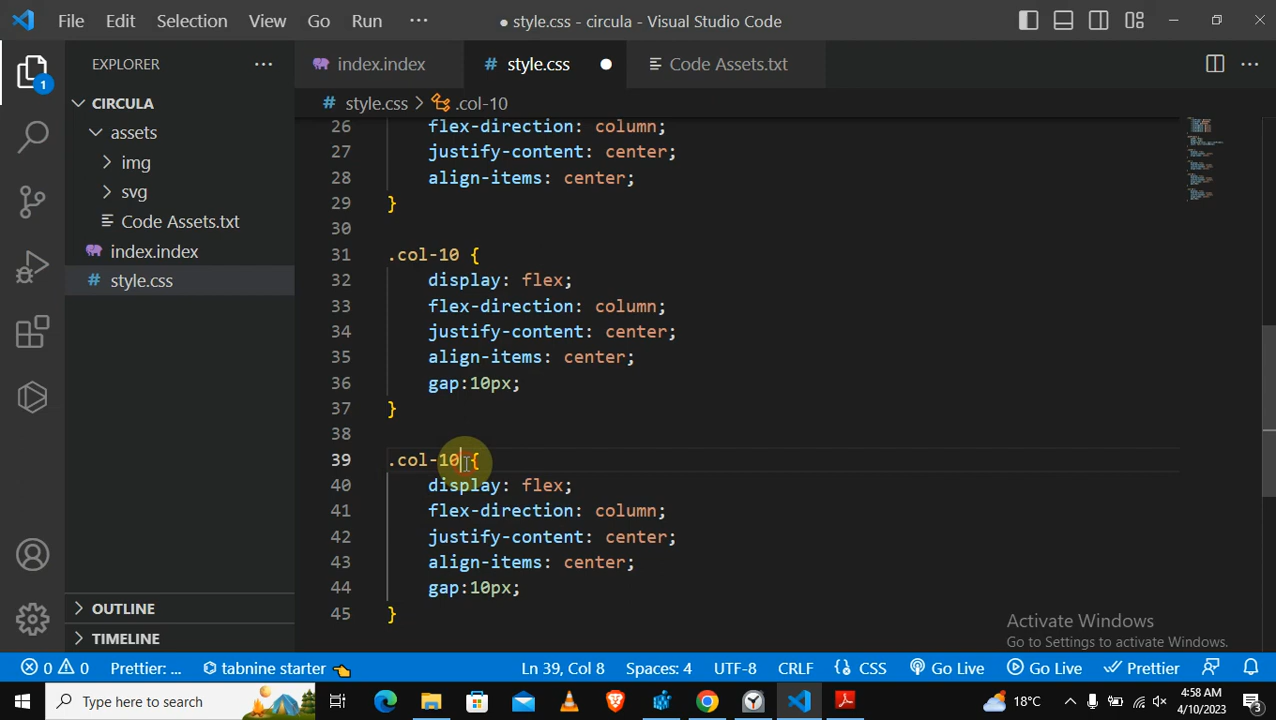 File Edit Selection View Go Run ··· ● style.css - circula - Visual Studio Code
EXPLORER ···
index.index
# style.css ●
Code Assets.txt
···
1
CIRCULA
# style.css > .col-10
assets
img
svg
Code Assets.txt
index.index
# style.css
26 flex-direction: column;
27 justify-content: center;
28 align-items: center;
29 }
30
31 .col-10 {
32 display: flex;
33 flex-direction: column;
34 justify-content: center;
35 align-items: center;
36 gap:10px;
37 }
38
39 .col-10 {
40 display: flex;
41 flex-direction: column;
42 justify-content: center;
43 align-items: center;
44 gap:10px;
45 }
OUTLINE
TIMELINE
Activate Windows
Go to Settings to activate Windows.
0 0 Prettier: ... tabnine starter Ln 39, Col 8 Spaces: 4 UTF-8 CRLF CSS Go Live Go Live Prettier
Type here to search
18°C
4:58 AM
4/10/2023
3